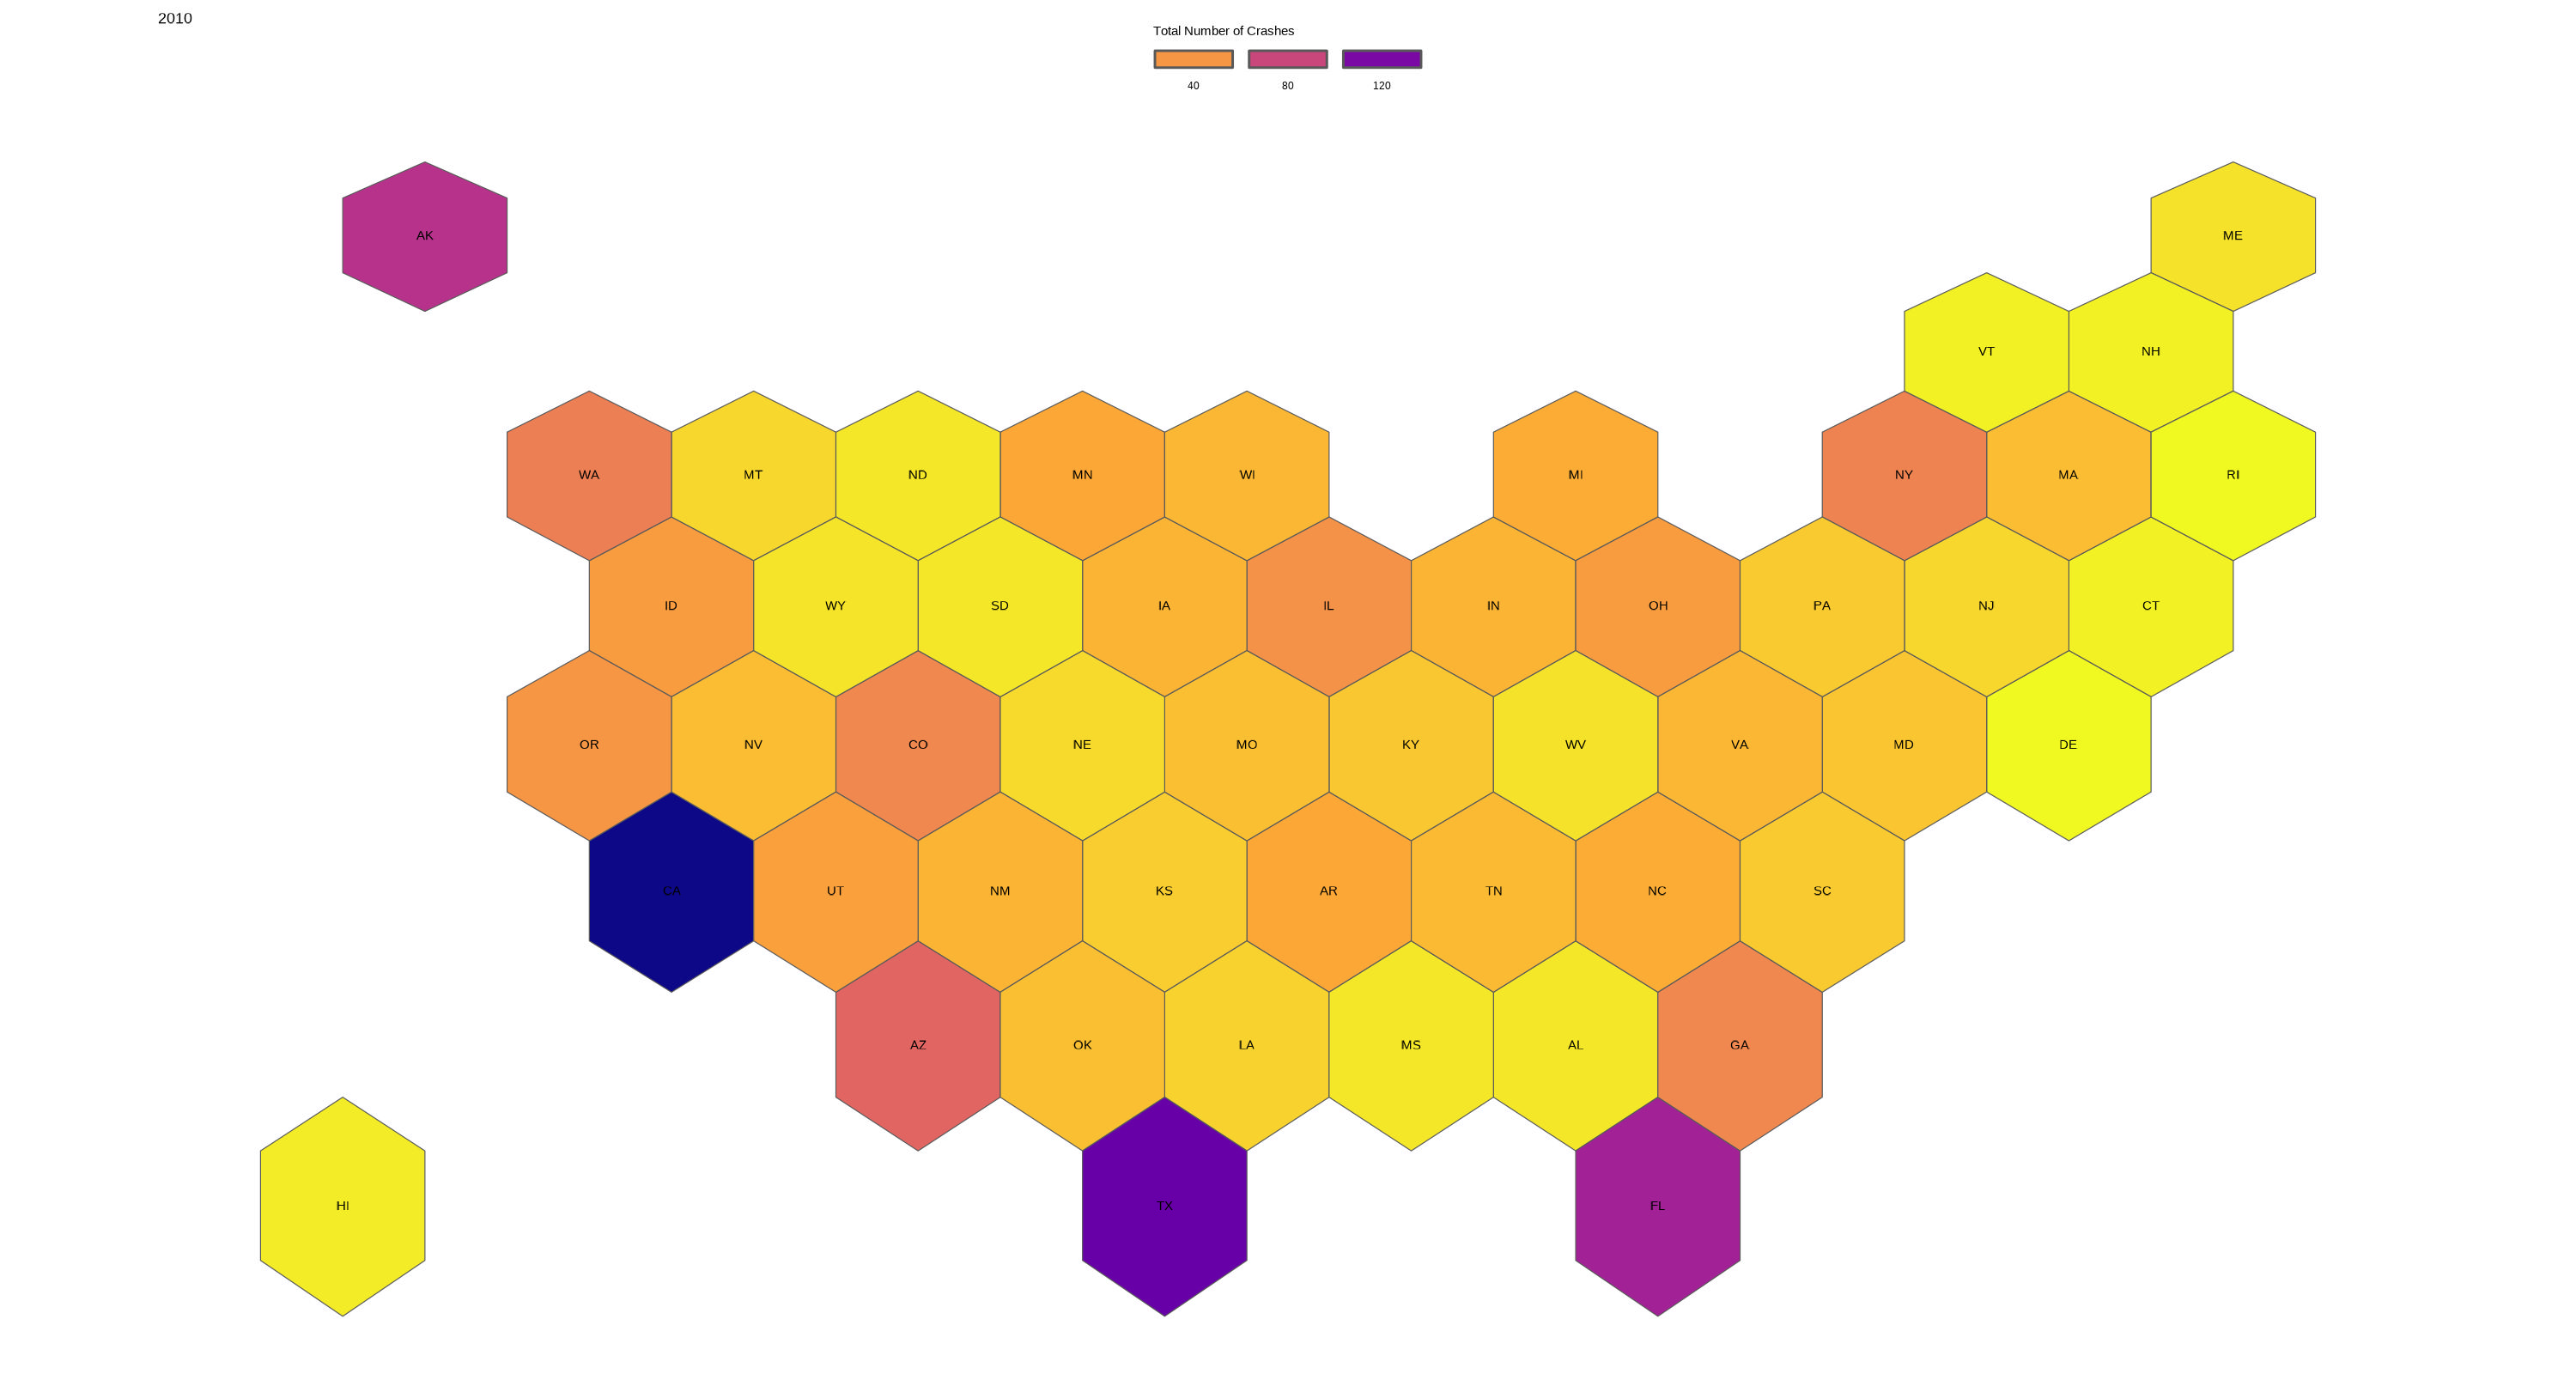 2010
Total Number of Crashes
40 80 120
AK ME
VT NH
WA MT ND MN WI MI NY MA RI
ID WY SD IA IL IN OH PA NJ CT
OR NV CO NE MO KY WV VA MD DE
CA UT NM KS AR TN NC SC
AZ OK LA MS AL GA
HI TX FL